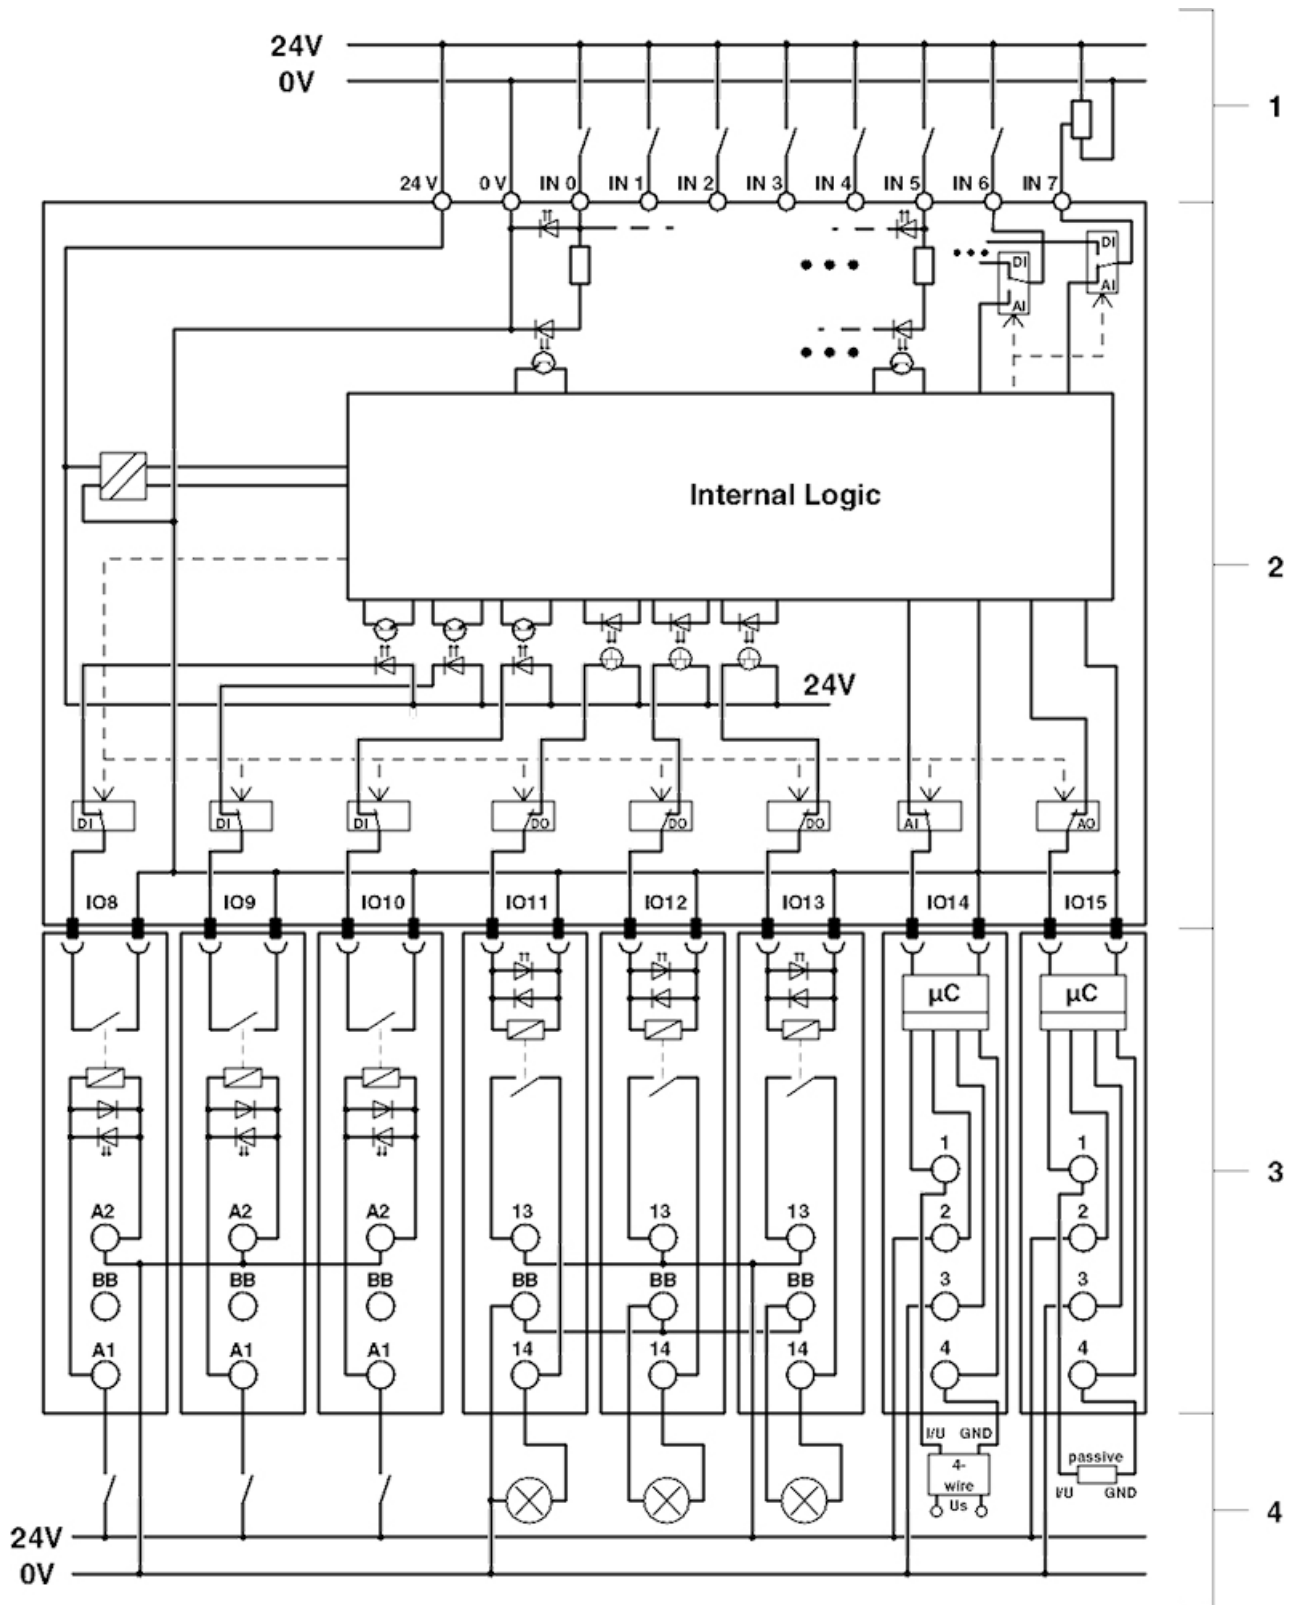 24V
0V
1
24 V 0 V IN 0 IN 1 IN 2 IN 3 IN 4 IN 5 IN 6 IN 7
DI
DI
AI
AI
Internal Logic
2
24V
DI DI DI DO DO DO AI AO
IO8 IO9 IO10 IO11 IO12 IO13 IO14 IO15
µC µC
1 1
3
A2 A2 A2 13 13 13 2 2
BB BB BB BB BB BB 3 3
A1 A1 A1 14 14 14 4 4
I/U GND
passive
4-
wire
I/U GND
Us
4
24V
0V